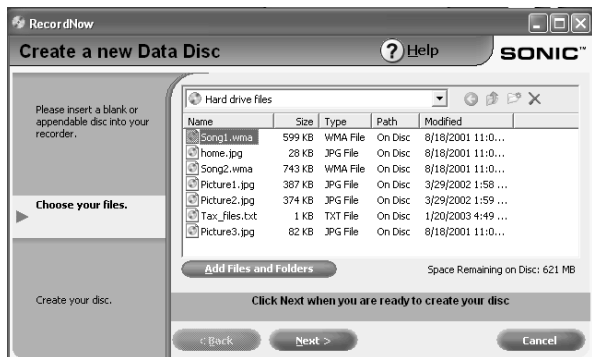 RecordNow
Create a new Data Disc
? Help
SONIC™
Please insert a blank or
appendable disc into your
recorder.
Choose your files.
Create your disc.
Hard drive files
Name Size Type Path Modified
Song1.wma 599 KB WMA File On Disc 8/18/2001 11:0...
home.jpg 28 KB JPG File On Disc 8/18/2001 11:0...
Song2.wma 743 KB WMA File On Disc 8/18/2001 11:0...
Picture1.jpg 387 KB JPG File On Disc 3/29/2002 1:58 ...
Picture2.jpg 374 KB JPG File On Disc 3/29/2002 1:59 ...
Tax_files.txt 1 KB TXT File On Disc 1/20/2003 4:49 ...
Picture3.jpg 82 KB JPG File On Disc 8/18/2001 11:0...
Add Files and Folders
Space Remaining on Disc: 621 MB
Click Next when you are ready to create your disc
< Back
Next >
Cancel